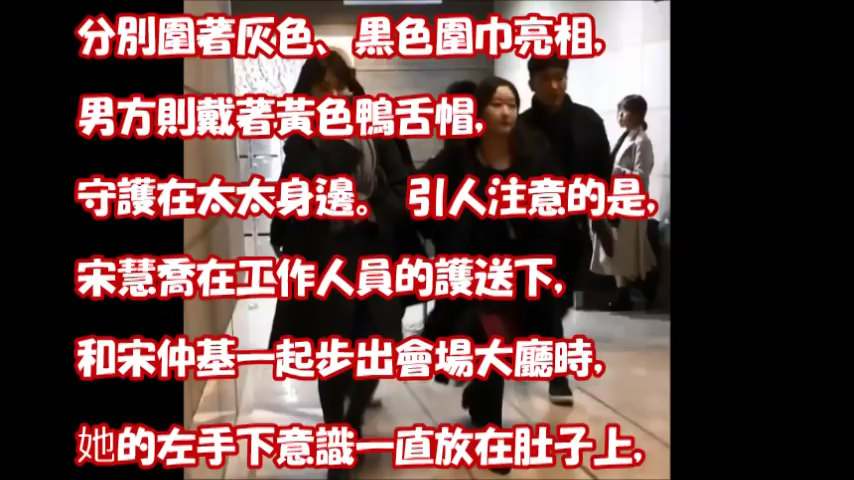 分別圍著灰色、黑色圍巾亮相,
男方則戴著黃色鴨舌帽,
守護在太太身邊。 引人注意的是,
宋慧喬在工作人員的護送下,
和宋仲基一起步出會場大廳時,
她的左手下意識一直放在肚子上,